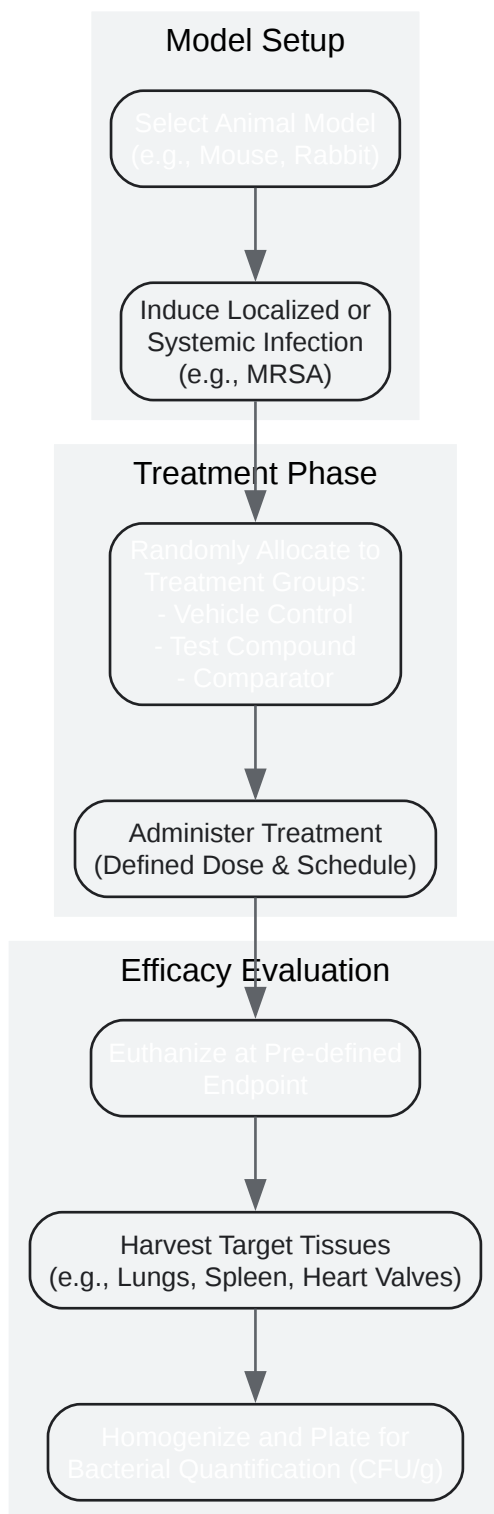 Model Setup
Select Animal Model
(e.g., Mouse, Rabbit)
Induce Localized or
Systemic Infection
(e.g., MRSA)
Treatment Phase
Randomly Allocate to
Treatment Groups:
- Vehicle Control
- Test Compound
- Comparator
Administer Treatment
(Defined Dose & Schedule)
Efficacy Evaluation
Euthanize at Pre-defined
Endpoint
Harvest Target Tissues
(e.g., Lungs, Spleen, Heart Valves)
Homogenize and Plate for
Bacterial Quantification (CFU/g)